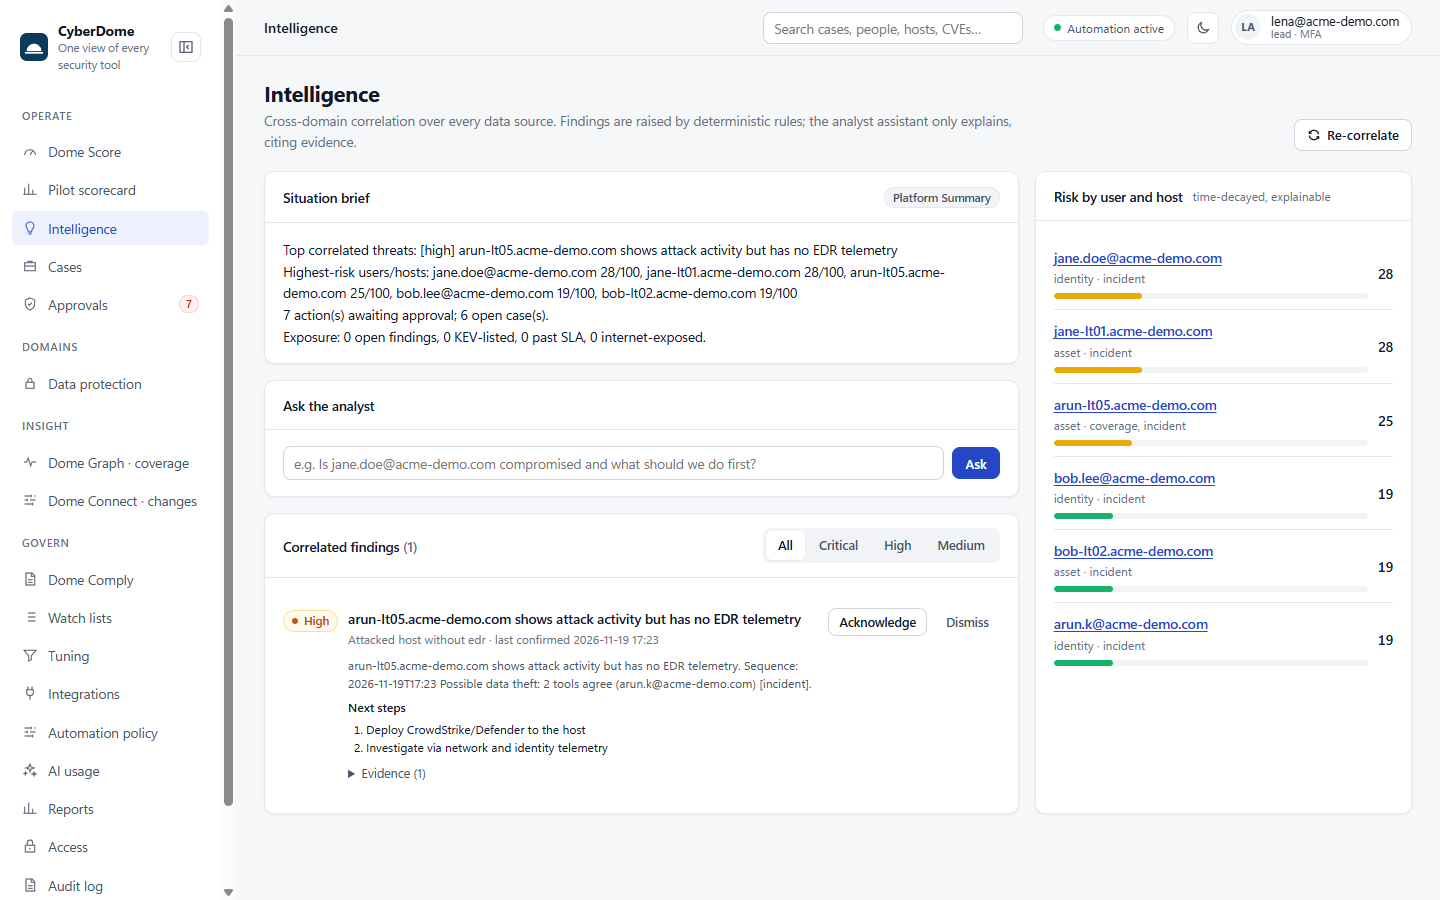 CyberDome
One view of every
security tool
OPERATE
Dome Score
Pilot scorecard
Intelligence
Cases
Approvals
7
DOMAINS
Data protection
INSIGHT
Dome Graph · coverage
Dome Connect · changes
GOVERN
Dome Comply
Watch lists
Tuning
Integrations
Automation policy
AI usage
Reports
Access
Audit log
Intelligence
Search cases, people, hosts, CVEs...
Automation active
LA
lena@acme-demo.com
lead · MFA
Intelligence
Cross-domain correlation over every data source. Findings are raised by deterministic rules; the analyst assistant only explains,
citing evidence.
Re-correlate
Situation brief
Platform Summary
Top correlated threats: [high] arun-lt05.acme-demo.com shows attack activity but has no EDR telemetry
Highest-risk users/hosts: jane.doe@acme-demo.com 28/100, jane-lt01.acme-demo.com 28/100, arun-lt05.acme-
demo.com 25/100, bob.lee@acme-demo.com 19/100, bob-lt02.acme-demo.com 19/100
7 action(s) awaiting approval; 6 open case(s).
Exposure: 0 open findings, 0 KEV-listed, 0 past SLA, 0 internet-exposed.
Ask the analyst
e.g. Is jane.doe@acme-demo.com compromised and what should we do first?
Ask
Correlated findings (1)
All
Critical
High
Medium
High
arun-lt05.acme-demo.com shows attack activity but has no EDR telemetry
Acknowledge
Dismiss
Attacked host without edr · last confirmed 2026-11-19 17:23
arun-lt05.acme-demo.com shows attack activity but has no EDR telemetry. Sequence:
2026-11-19T17:23 Possible data theft: 2 tools agree (arun.k@acme-demo.com) [incident].
Next steps
1. Deploy CrowdStrike/Defender to the host
2. Investigate via network and identity telemetry
Evidence (1)
Risk by user and host
time-decayed, explainable
jane.doe@acme-demo.com
identity · incident
28
jane-lt01.acme-demo.com
asset · incident
28
arun-lt05.acme-demo.com
asset · coverage, incident
25
bob.lee@acme-demo.com
identity · incident
19
bob-lt02.acme-demo.com
asset · incident
19
arun.k@acme-demo.com
identity · incident
19